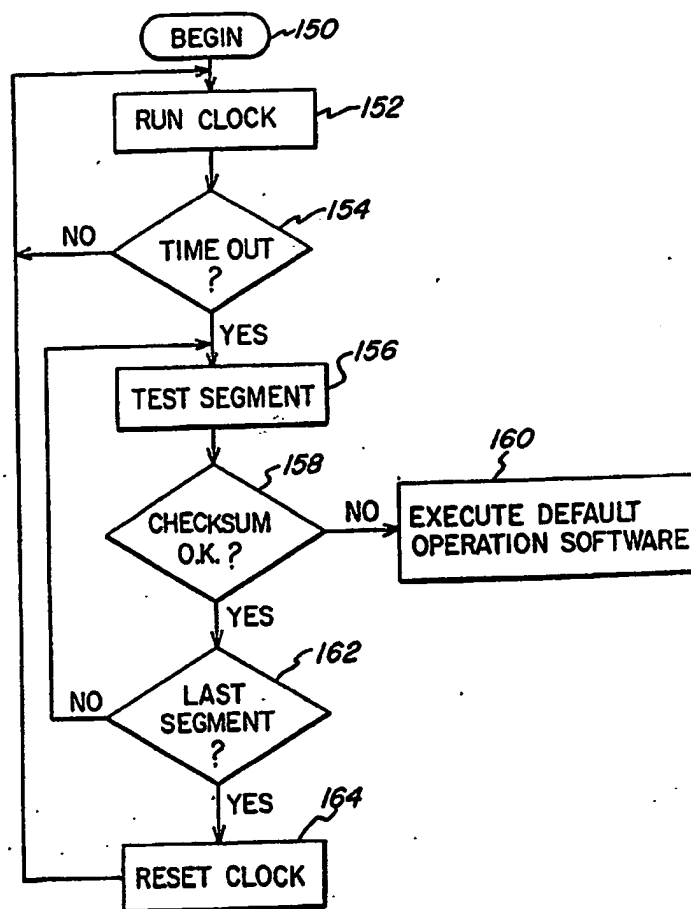 BEGIN
150
RUN CLOCK
152
154
NO
TIME OUT
?
YES
156
TEST SEGMENT
158
160
CHECKSUM
O.K. ?
NO
EXECUTE DEFAULT
OPERATION SOFTWARE
YES
162
NO
LAST
SEGMENT
?
YES
164
RESET CLOCK